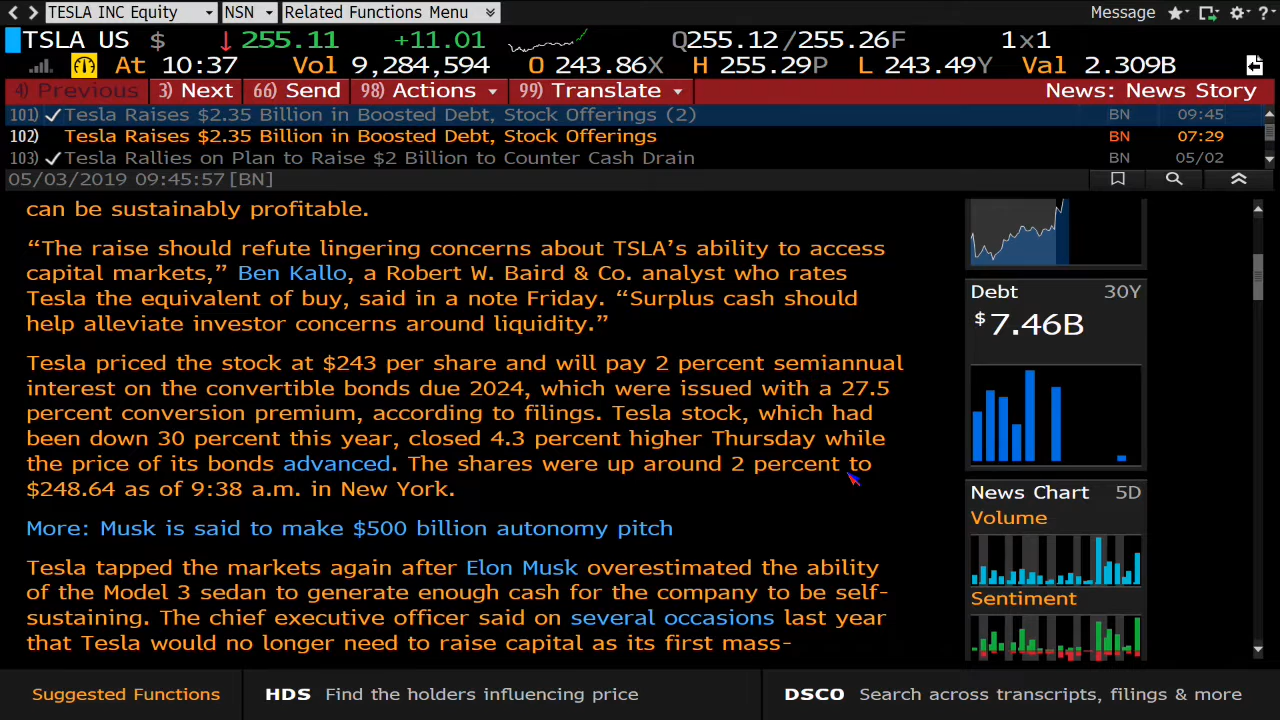 TESLA INC Equity NSN Related Functions Menu Message ?
TSLA US $ ↓ 255.11 +11.01 Q255.12/255.26F 1x1
At 10:37 Vol 9,284,594 O 243.86X H 255.29P L 243.49Y Val 2.309B
4) Previous 3) Next 66) Send 98) Actions 99) Translate News: News Story
101) Tesla Raises $2.35 Billion in Boosted Debt, Stock Offerings (2) BN 09:45
102) Tesla Raises $2.35 Billion in Boosted Debt, Stock Offerings BN 07:29
103) Tesla Rallies on Plan to Raise $2 Billion to Counter Cash Drain BN 05/02
05/03/2019 09:45:57 [BN]
can be sustainably profitable.
“The raise should refute lingering concerns about TSLA’s ability to access
capital markets,” Ben Kallo, a Robert W. Baird & Co. analyst who rates
Tesla the equivalent of buy, said in a note Friday. “Surplus cash should
help alleviate investor concerns around liquidity.”
Tesla priced the stock at $243 per share and will pay 2 percent semiannual
interest on the convertible bonds due 2024, which were issued with a 27.5
percent conversion premium, according to filings. Tesla stock, which had
been down 30 percent this year, closed 4.3 percent higher Thursday while
the price of its bonds advanced. The shares were up around 2 percent to
$248.64 as of 9:38 a.m. in New York.
More: Musk is said to make $500 billion autonomy pitch
Tesla tapped the markets again after Elon Musk overestimated the ability
of the Model 3 sedan to generate enough cash for the company to be self-
sustaining. The chief executive officer said on several occasions last year
that Tesla would no longer need to raise capital as its first mass-
Debt 30Y
$7.46B
News Chart 5D
Volume
Sentiment
Suggested Functions HDS Find the holders influencing price DSCO Search across transcripts, filings & more